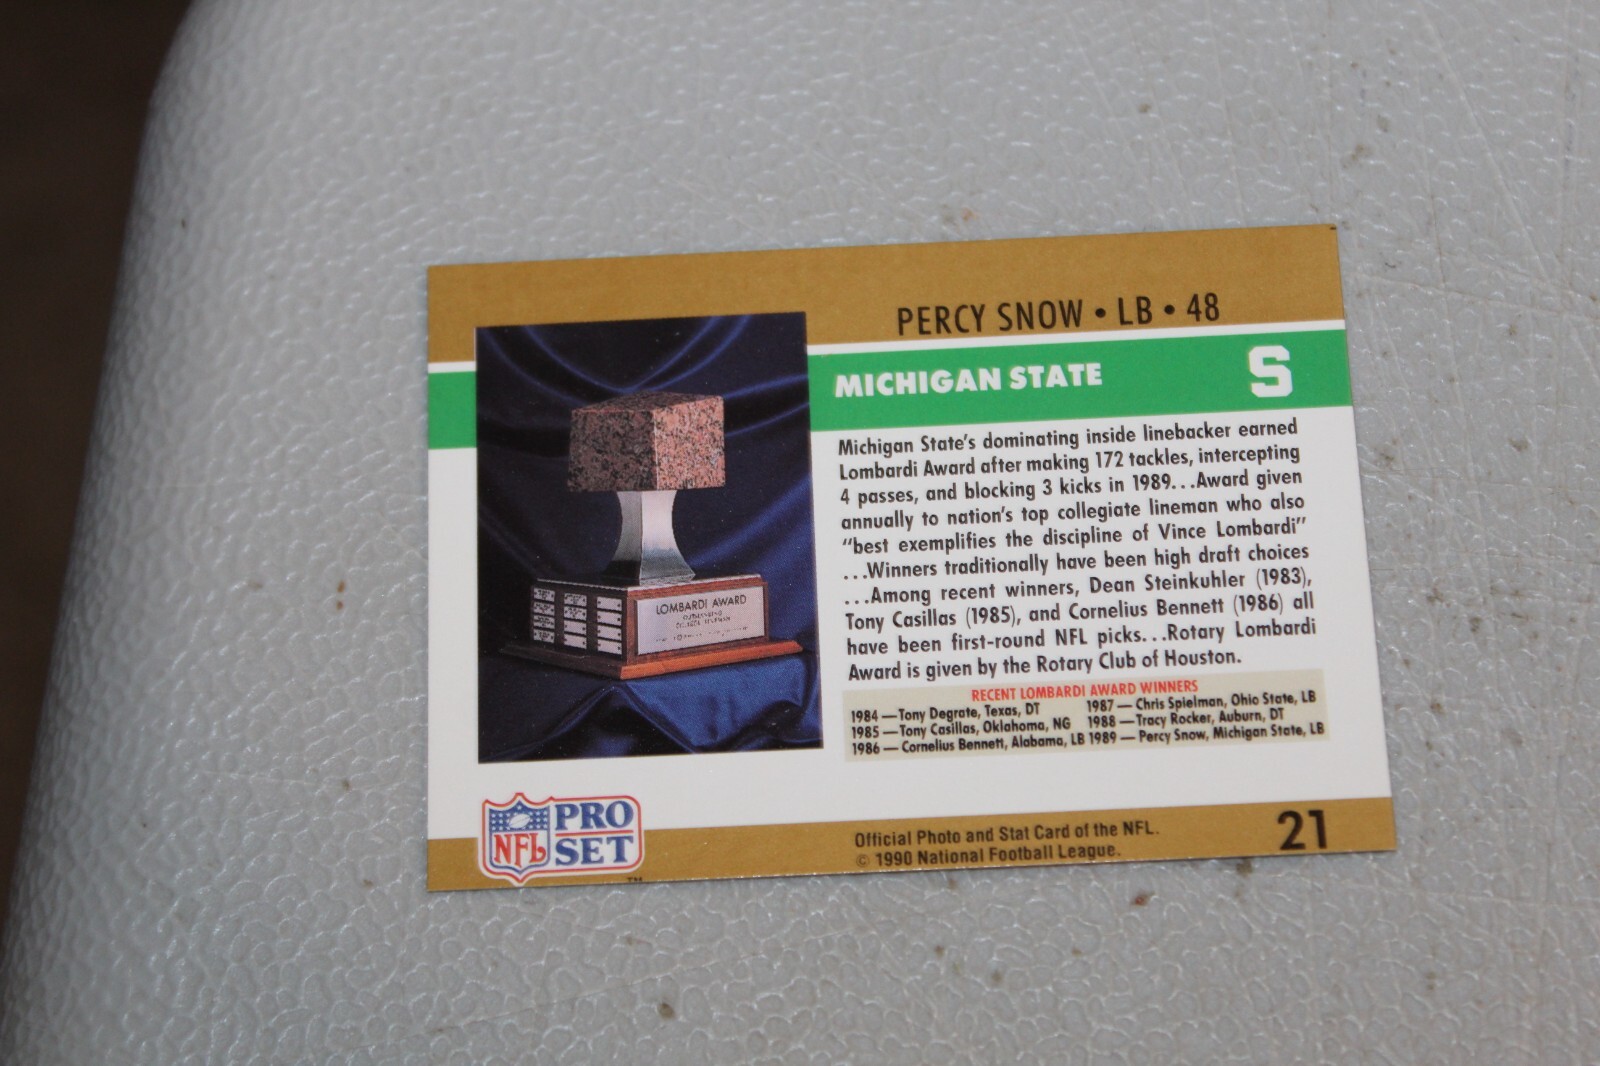 PERCY SNOW • LB • 48
MICHIGAN STATE
S
Michigan State's dominating inside linebacker earned
Lombardi Award after making 172 tackles, intercepting
4 passes, and blocking 3 kicks in 1989...Award given
annually to nation's top collegiate lineman who also
"best exemplifies the discipline of Vince Lombardi"
...Winners traditionally have been high draft choices
...Among recent winners, Dean Steinkuhler (1983),
Tony Casillas (1985), and Cornelius Bennett (1986) all
have been first-round NFL picks...Rotary Lombardi
Award is given by the Rotary Club of Houston.
RECENT LOMBARDI AWARD WINNERS
1984 — Tony Degrate, Texas, DT
1985 — Tony Casillas, Oklahoma, NG
1986 — Cornelius Bennett, Alabama, LB
1987 — Chris Spielman, Ohio State, LB
1988 — Tracy Rocker, Auburn, DT
1989 — Percy Snow, Michigan State, LB
LOMBARDI AWARD
OUTSTANDING
COLLEGE LINEMAN
NFL
PRO
SET
TM
Official Photo and Stat Card of the NFL.
© 1990 National Football League.
21